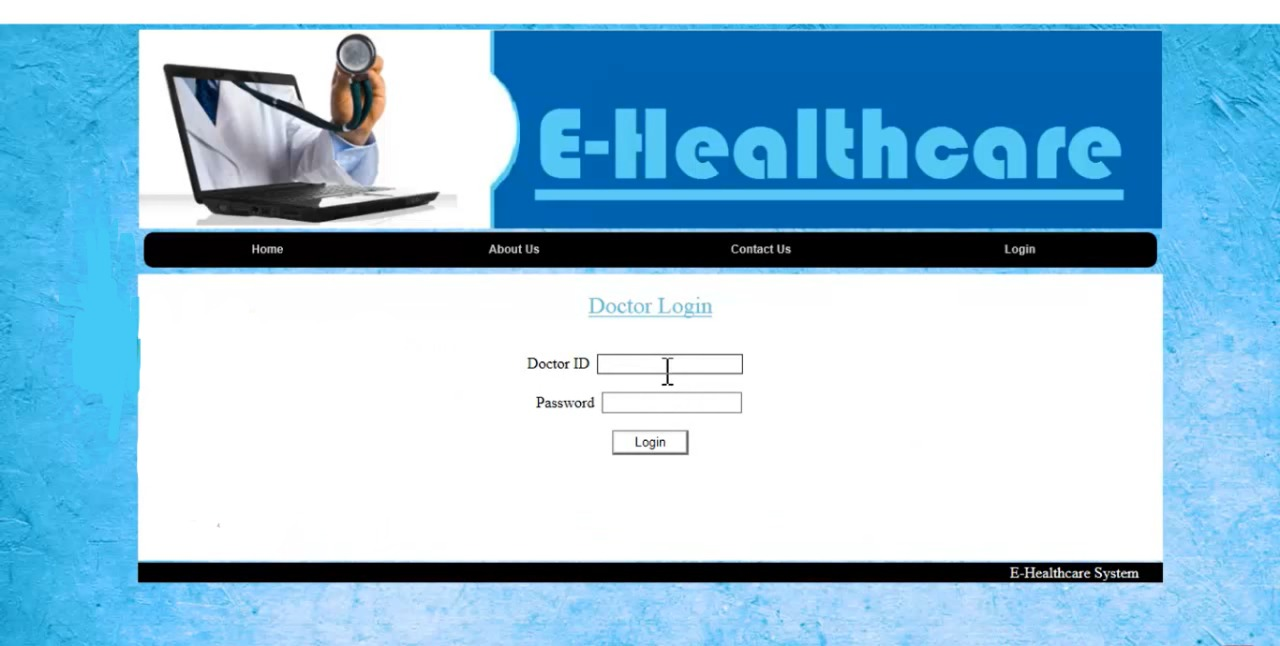 E-Healthcare
Home About Us Contact Us Login
Doctor Login
Doctor ID
Password
Login
E-Healthcare System